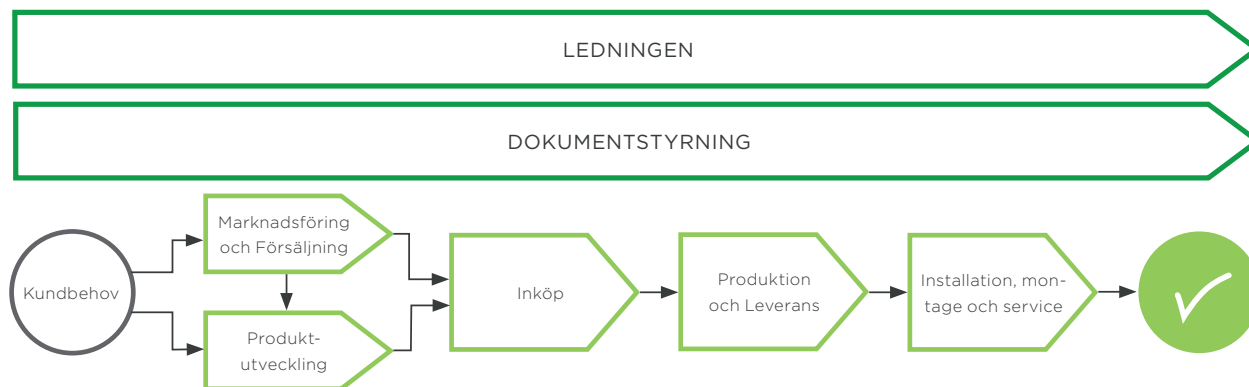 LEDNINGEN
DOKUMENTSTYRNING
Kundbehov
Marknadsföring
och Försäljning
Produkt-
utveckling
Inköp
Produktion
och Leverans
Installation, mon-
tage och service